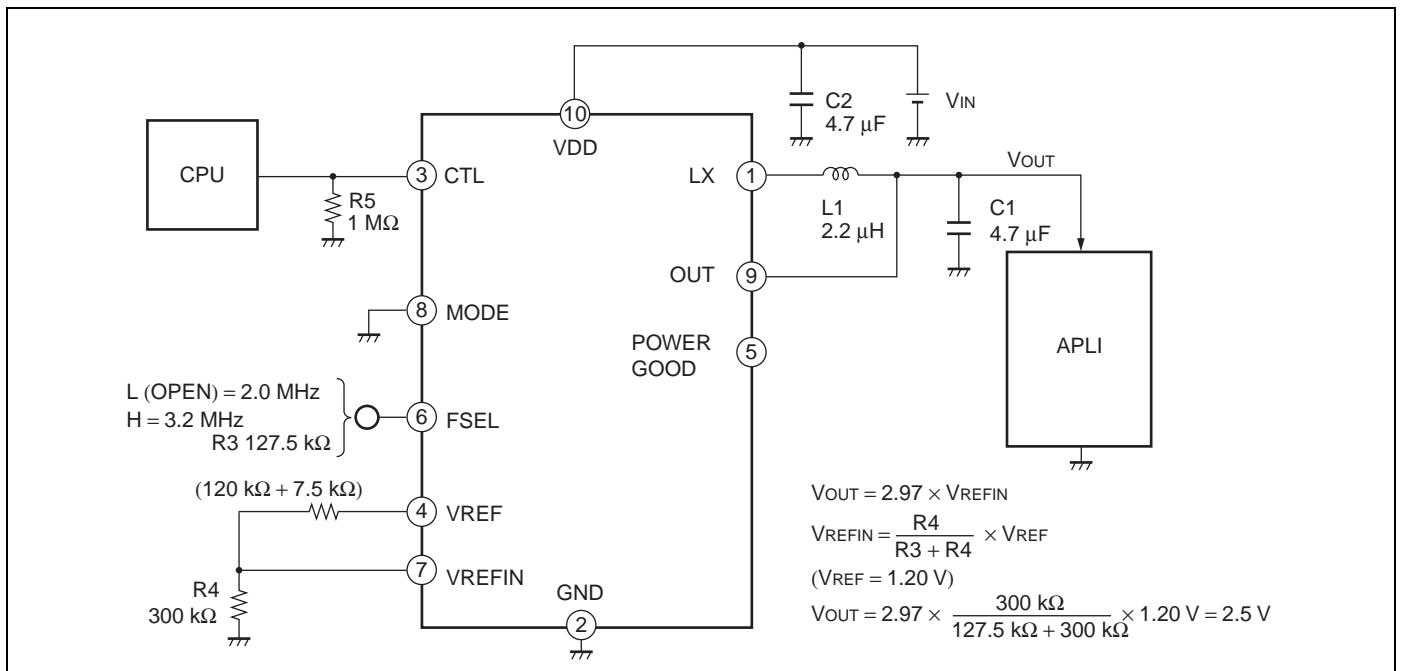 C2
4.7 μF
VIN
10
VDD
CPU
3 CTL
R5
1 MΩ
LX 1
VOUT
L1
2.2 μH
C1
4.7 μF
OUT 9
8 MODE
POWER
GOOD
5
APLI
L (OPEN) = 2.0 MHz
H = 3.2 MHz
R3 127.5 kΩ
6 FSEL
(120 kΩ + 7.5 kΩ)
4 VREF
7 VREFIN
R4
300 kΩ
GND
2
VOUT = 2.97 × VREFIN
VREFIN = R4 / R3 + R4 × VREF
(VREF = 1.20 V)
VOUT = 2.97 × 300 kΩ / 127.5 kΩ + 300 kΩ × 1.20 V = 2.5 V